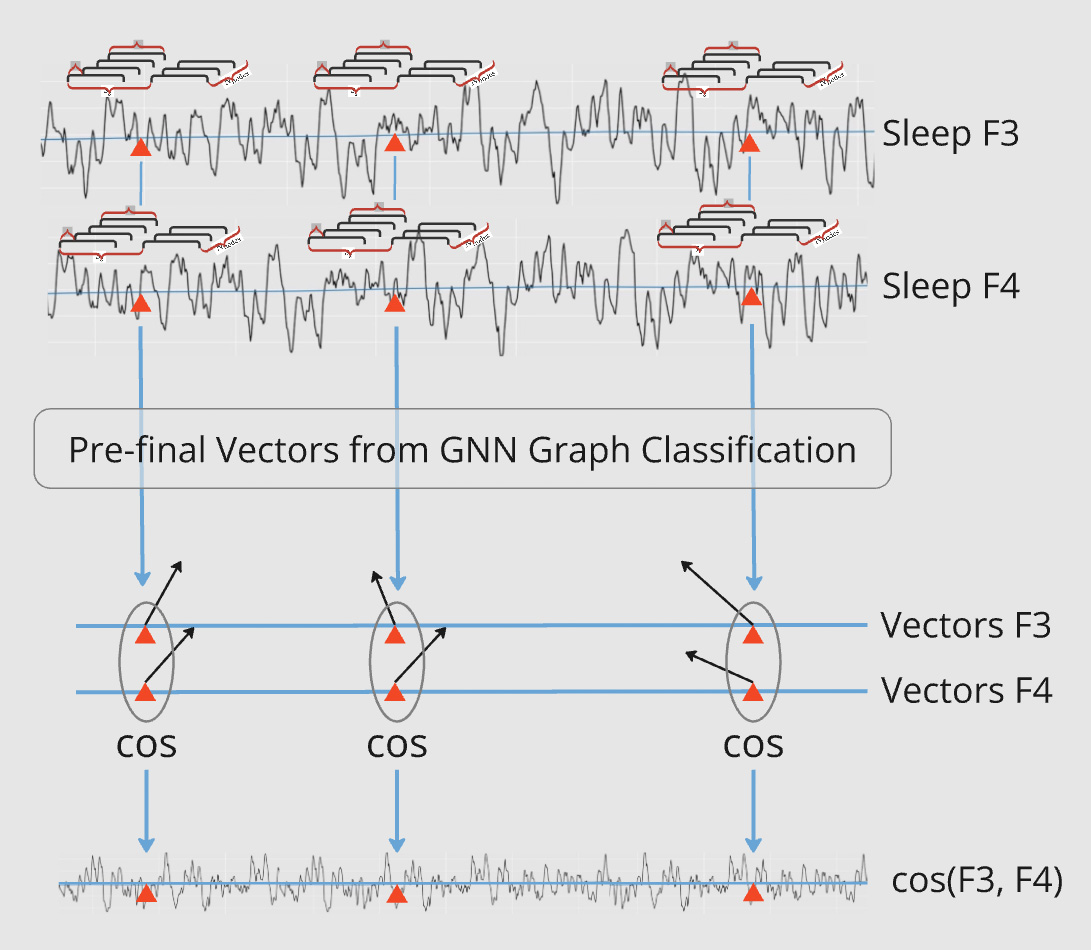 Sleep F3
Sleep F4
Pre-final Vectors from GNN Graph Classification
Vectors F3
Vectors F4
cos cos cos
cos(F3, F4)